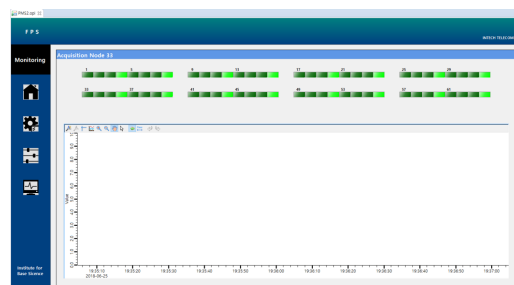 PMS2.opi
FPS
INTECH TELECOM
Monitoring
Acquisition Node 33
1 5 9 13 17 21 25 29
33 37 41 45 49 53 57 61
Value
19:35:10 19:35:20 19:35:30 19:35:40 19:35:50 19:36:00 19:36:10 19:36:20 19:36:30 19:36:40 19:36:50 19:37:00
2018-06-25
Institute for
Basic Science